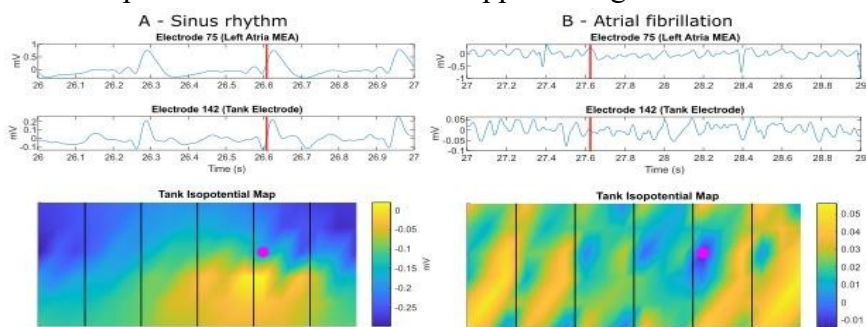 A - Sinus rhythm
Electrode 75 (Left Atria MEA)
1
0.5
0
mV
26 26.1 26.2 26.3 26.4 26.5 26.6 26.7 26.8 26.9 27
Electrode 142 (Tank Electrode)
0.2
0.1
0
-0.1
mV
26 26.1 26.2 26.3 26.4 26.5 26.6 26.7 26.8 26.9 27
Time (s)
Tank Isopotential Map
0
-0.05
-0.1
-0.15
-0.2
-0.25
mV
B - Atrial fibrillation
Electrode 75 (Left Atria MEA)
0
-0.5
-1
mV
27 27.2 27.4 27.6 27.8 28 28.2 28.4 28.6 28.8 29
Electrode 142 (Tank Electrode)
0.05
0
-0.05
-0.1
mV
27 27.2 27.4 27.6 27.8 28 28.2 28.4 28.6 28.8 29
Time (s)
Tank Isopotential Map
0.05
0.04
0.03
0.02
0.01
0
-0.01
mV